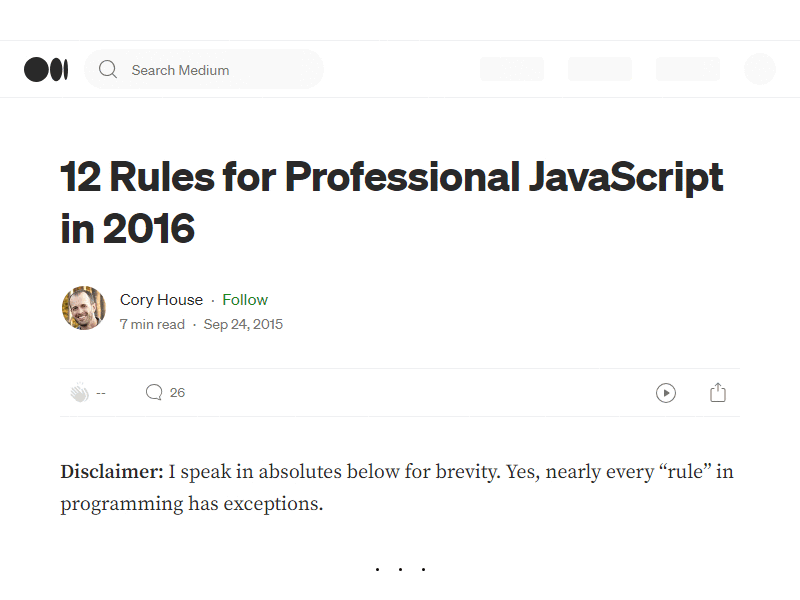 Search Medium
12 Rules for Professional JavaScript
in 2016
Cory House · Follow
7 min read · Sep 24, 2015
-- 26
Disclaimer: I speak in absolutes below for brevity. Yes, nearly every “rule” in
programming has exceptions.
. . .